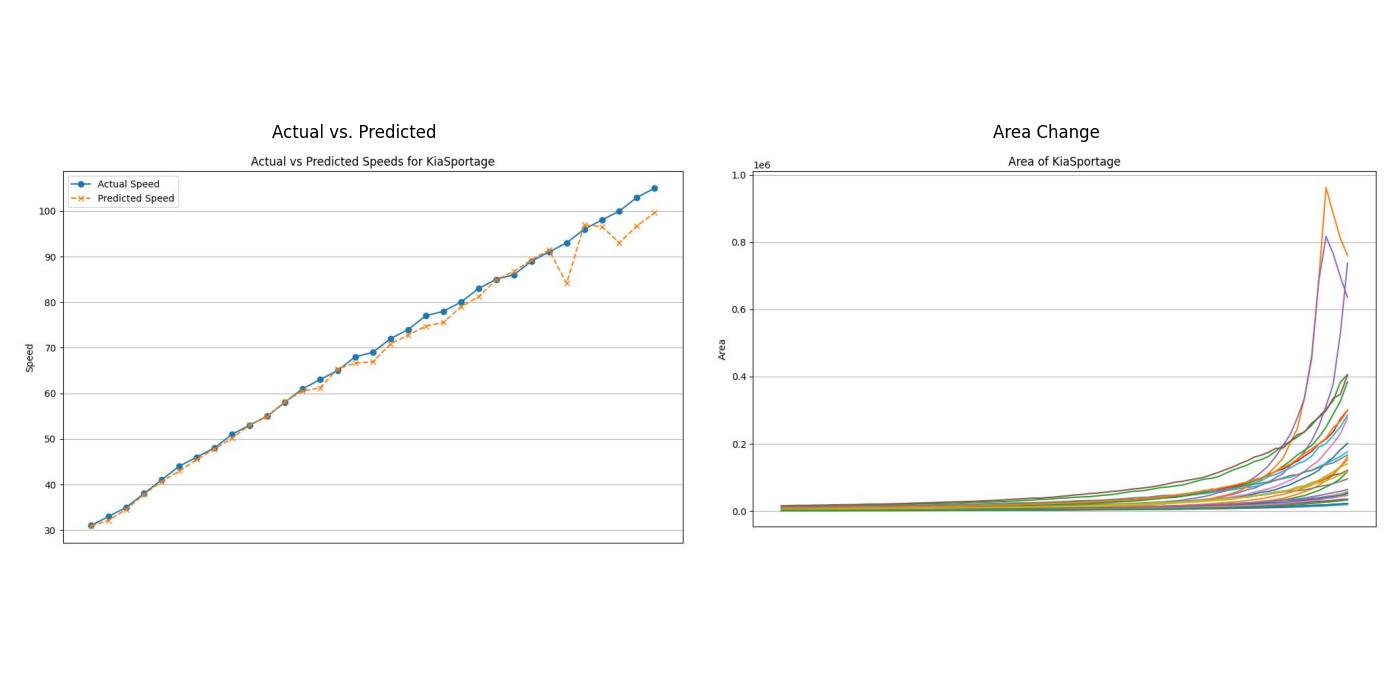 Actual vs. Predicted
Actual vs Predicted Speeds for KiaSportage
Actual Speed
Predicted Speed
100
90
80
70
60
50
40
30
Speed
Area Change
Area of KiaSportage
1e6
1.0
0.8
0.6
0.4
0.2
0.0
Area